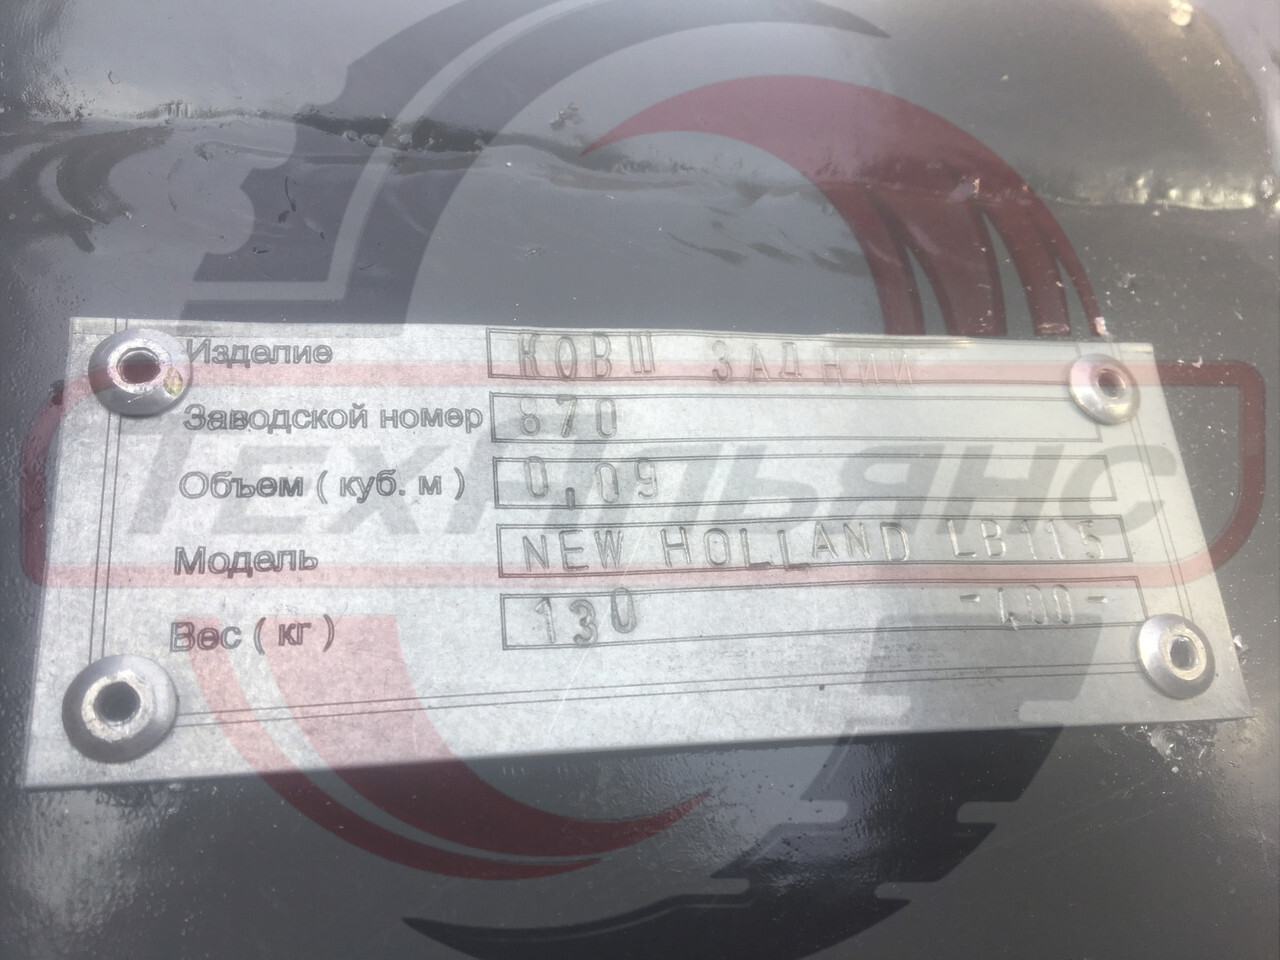 Изделие КОВШ ЗАДНИЙ
Заводской номер 870
Объем ( куб. м ) 0,09
ТЕХАЛЬЯНС
Модель NEW HOLLAND LB115
Вес ( кг ) 130 -400-